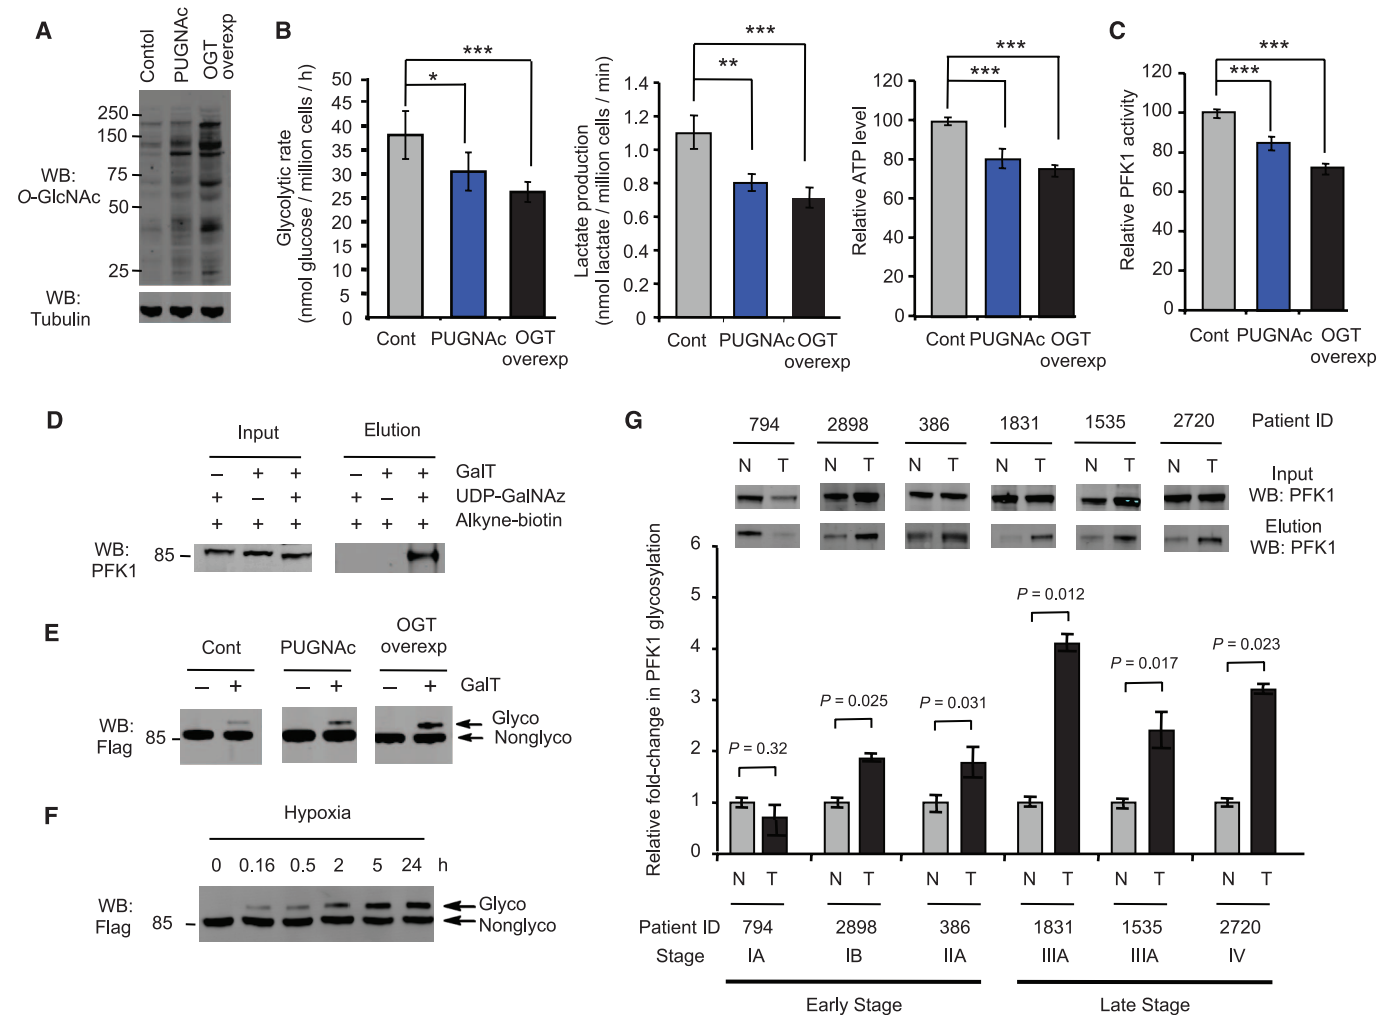 A
Contol
PUGNAc
OGT
overexp
250
150
75
50
25
WB:
O-GlcNAc
WB:
Tubulin
B
Glycolytic rate
(nmol glucose / million cells / h)
50
45
40
35
30
25
20
15
10
5
0
*
***
Cont
PUGNAc
OGT
overexp
Lactate production
(nmol lactate / million cells / min)
1.4
1.2
1.0
0.8
0.6
0.4
0.2
0
**
***
Cont
PUGNAc
OGT
overexp
Relative ATP level
120
100
80
60
40
20
0
***
***
Cont
PUGNAc
OGT
overexp
C
Relative PFK1 activity
120
100
80
60
40
20
0
***
***
Cont
PUGNAc
OGT
overexp
D
Input
Elution
– + + – + + GalT
+ – + + – + UDP-GalNAz
+ + + + + + Alkyne-biotin
WB:
PFK1
85
E
Cont
PUGNAc
OGT
overexp
– + – + – + GalT
WB:
Flag
85
Glyco
Nonglyco
F
Hypoxia
0 0.16 0.5 2 5 24 h
WB:
Flag
85
Glyco
Nonglyco
G
794 2898 386 1831 1535 2720 Patient ID
N T N T N T N T N T N T
Input
WB: PFK1
Elution
WB: PFK1
Relative fold-change in PFK1 glycosylation
6
5
4
3
2
1
0
P = 0.32
P = 0.025
P = 0.031
P = 0.012
P = 0.017
P = 0.023
N T N T N T N T N T N T
Patient ID 794 2898 386 1831 1535 2720
Stage IA IB IIA IIIA IIIA IV
Early Stage
Late Stage